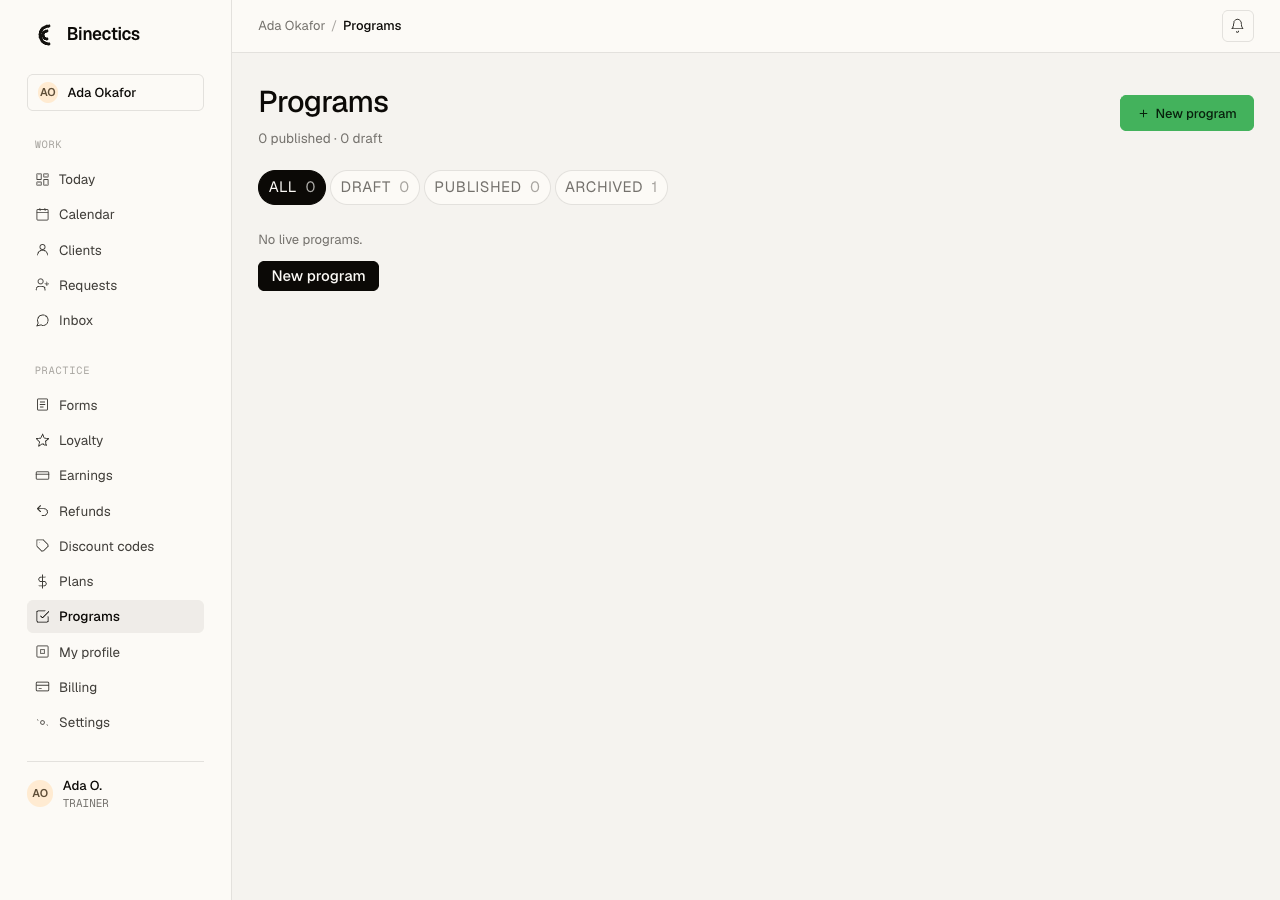 Binectics
AO Ada Okafor
WORK
Today
Calendar
Clients
Requests
Inbox
PRACTICE
Forms
Loyalty
Earnings
Refunds
Discount codes
Plans
Programs
My profile
Billing
Settings
AO Ada O.
TRAINER
Ada Okafor / Programs
Programs
0 published · 0 draft
+ New program
ALL 0 DRAFT 0 PUBLISHED 0 ARCHIVED 1
No live programs.
New program